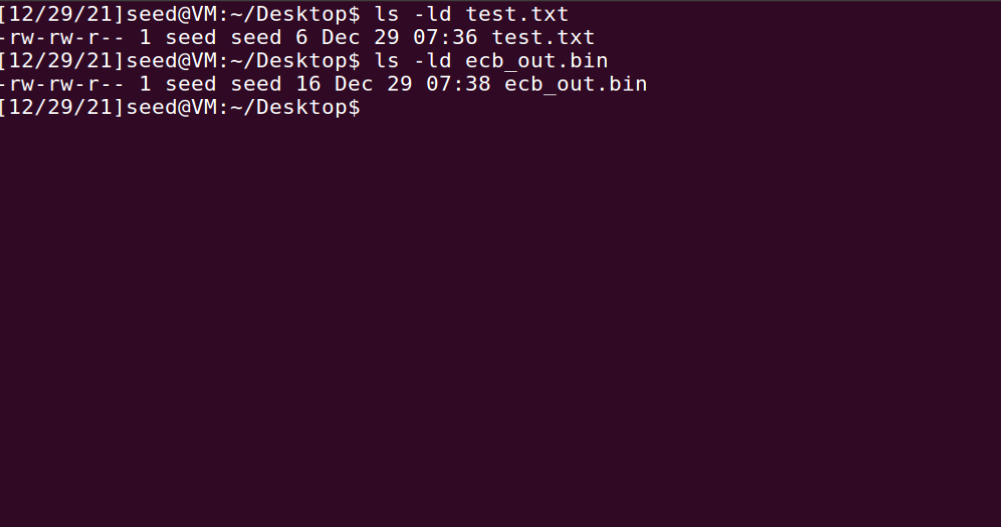 [12/29/21]seed@VM:~/Desktop$ ls -ld test.txt
-rw-rw-r-- 1 seed seed 6 Dec 29 07:36 test.txt
[12/29/21]seed@VM:~/Desktop$ ls -ld ecb_out.bin
-rw-rw-r-- 1 seed seed 16 Dec 29 07:38 ecb_out.bin
[12/29/21]seed@VM:~/Desktop$